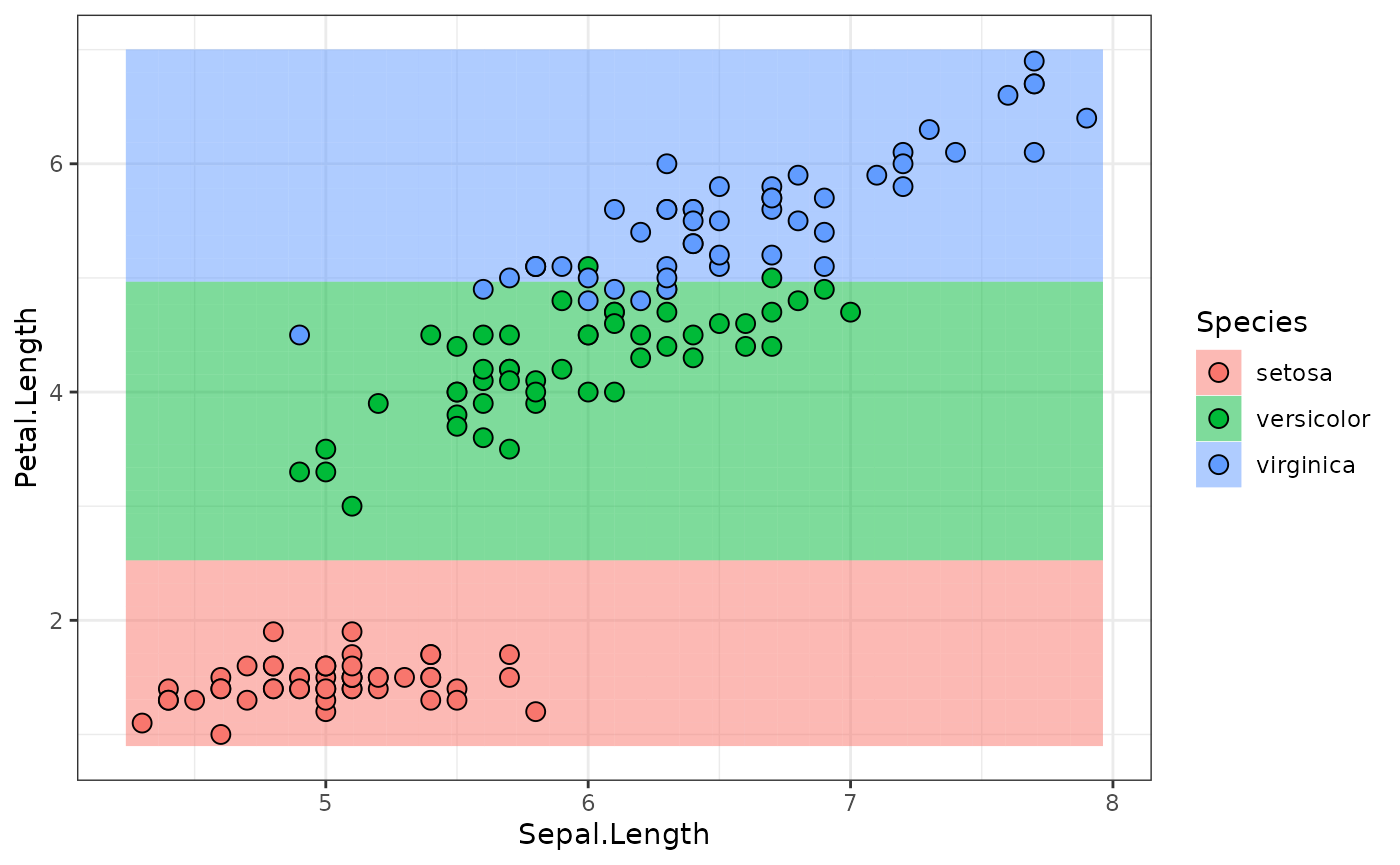 6
4
2
Petal.Length
5 6 7 8
Sepal.Length
Species
setosa
versicolor
virginica